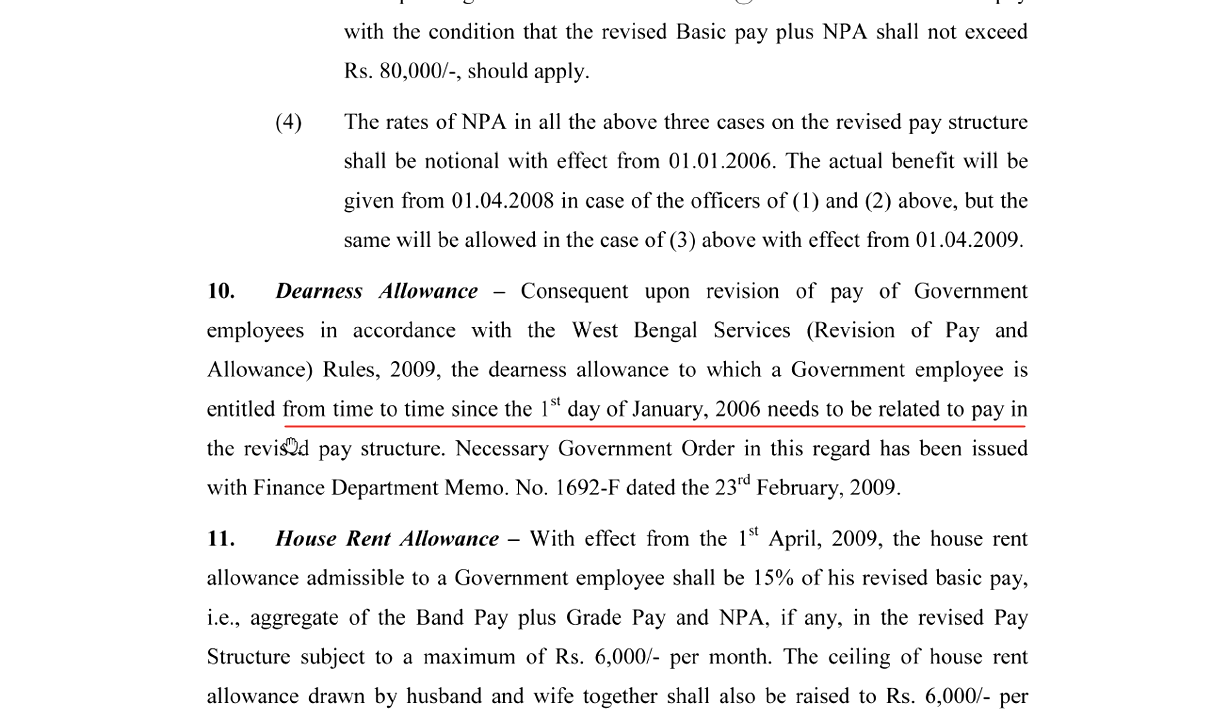 with the condition that the revised Basic pay plus NPA shall not exceed
Rs. 80,000/-, should apply.
(4) The rates of NPA in all the above three cases on the revised pay structure
shall be notional with effect from 01.01.2006. The actual benefit will be
given from 01.04.2008 in case of the officers of (1) and (2) above, but the
same will be allowed in the case of (3) above with effect from 01.04.2009.
10. Dearness Allowance – Consequent upon revision of pay of Government
employees in accordance with the West Bengal Services (Revision of Pay and
Allowance) Rules, 2009, the dearness allowance to which a Government employee is
entitled from time to time since the 1st day of January, 2006 needs to be related to pay in
the revised pay structure. Necessary Government Order in this regard has been issued
with Finance Department Memo. No. 1692-F dated the 23rd February, 2009.
11. House Rent Allowance – With effect from the 1st April, 2009, the house rent
allowance admissible to a Government employee shall be 15% of his revised basic pay,
i.e., aggregate of the Band Pay plus Grade Pay and NPA, if any, in the revised Pay
Structure subject to a maximum of Rs. 6,000/- per month. The ceiling of house rent
allowance drawn by husband and wife together shall also be raised to Rs. 6,000/- per